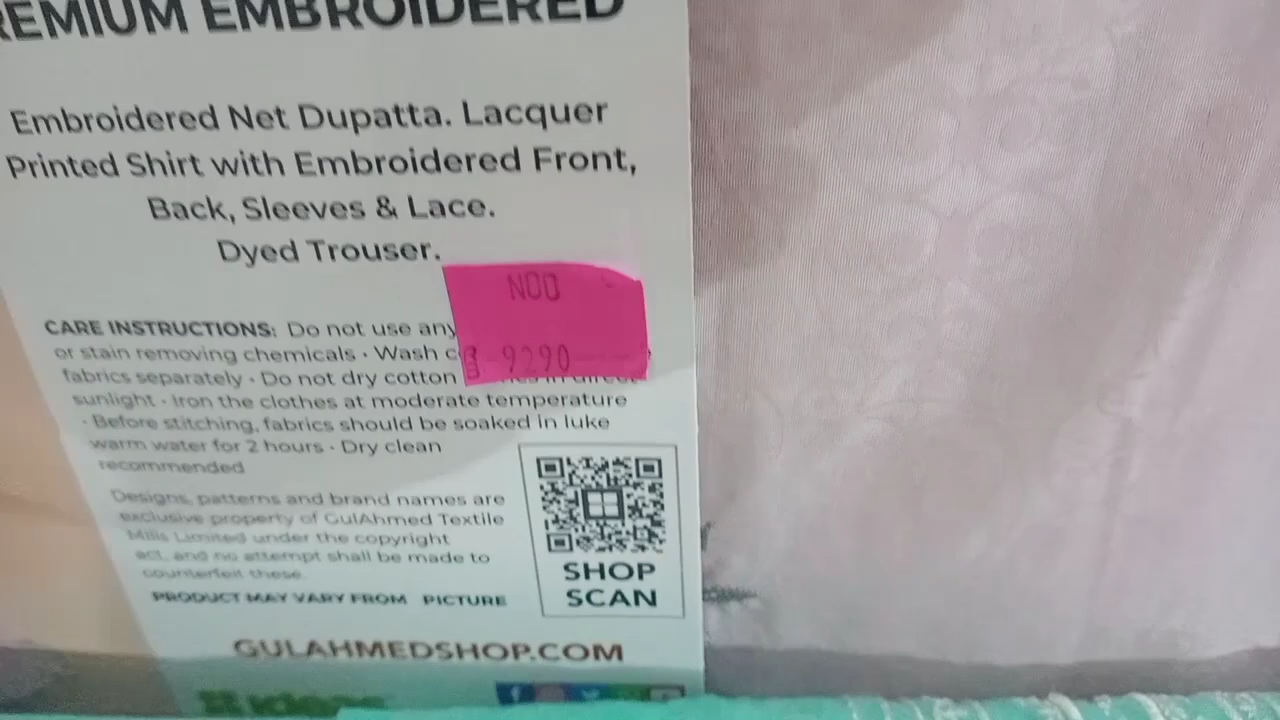 PREMIUM EMBROIDERED
Embroidered Net Dupatta. Lacquer
Printed Shirt with Embroidered Front,
Back, Sleeves & Lace.
Dyed Trouser.
NOO
9290
CARE INSTRUCTIONS: Do not use any
or stain removing chemicals • Wash
fabrics separately • Do not dry cotton in direct
sunlight • Iron the clothes at moderate temperature
• Before stitching, fabrics should be soaked in luke
warm water for 2 hours • Dry clean
recommended
Designs, patterns and brand names are
exclusive property of GulAhmed Textile
Mills Limited under the copyright
act, and no attempt shall be made to
counterfeit these.
PRODUCT MAY VARY FROM PICTURE
SHOP
SCAN
GULAHMEDSHOP.COM